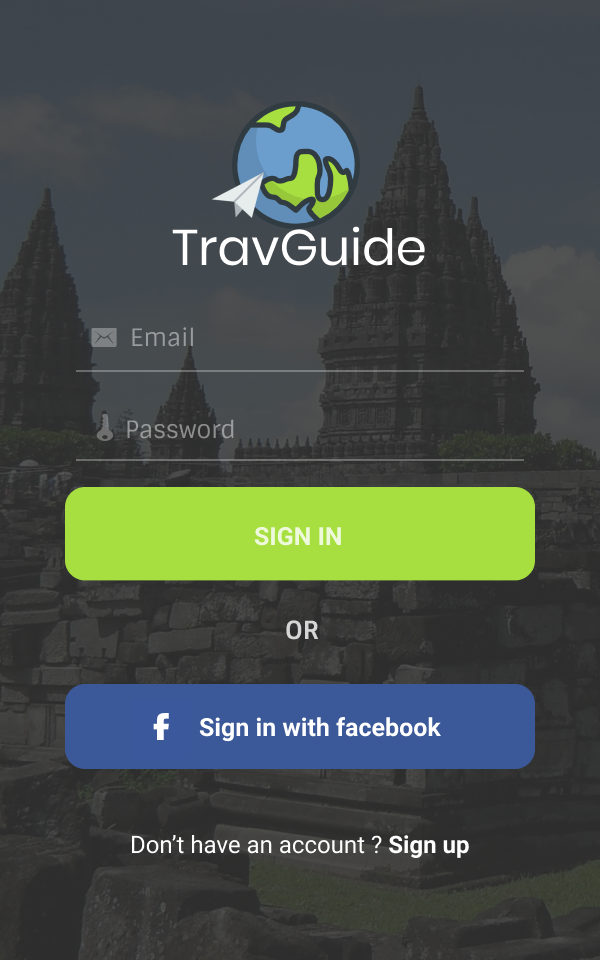 TravGuide
Email
Password
SIGN IN
OR
Sign in with facebook
Don’t have an account ? Sign up